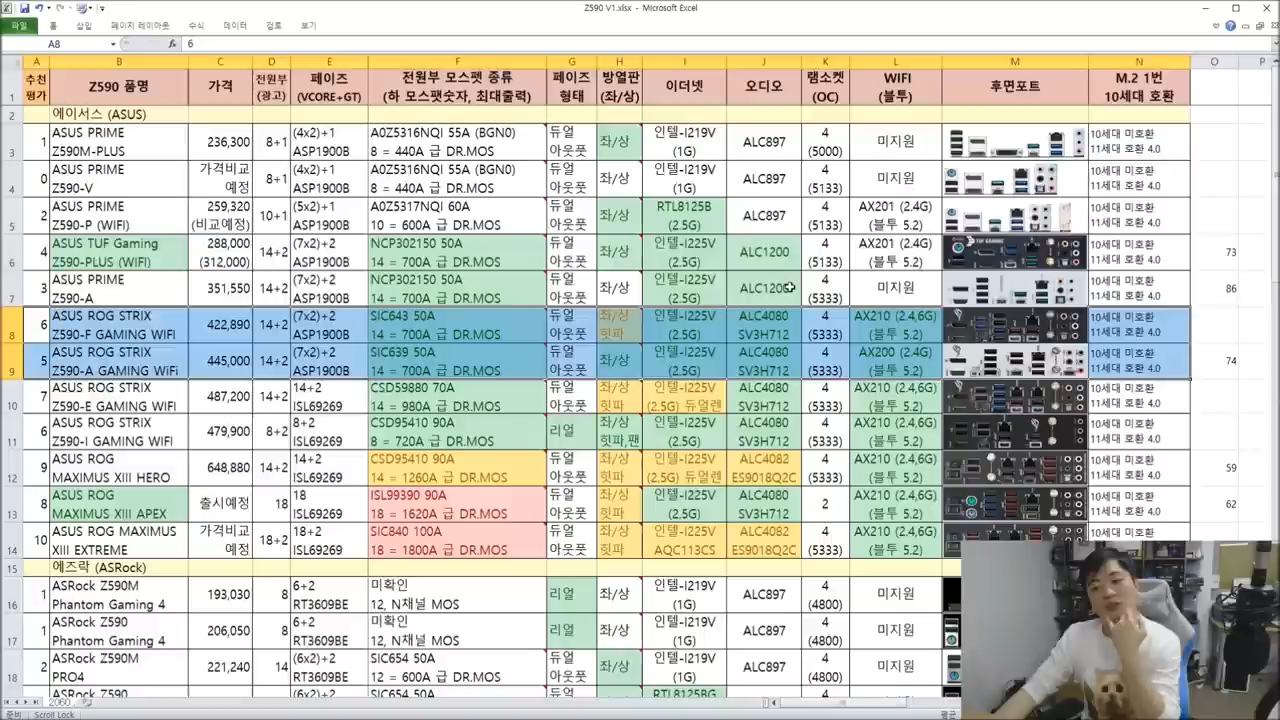 Z590 V1.xlsx - Microsoft Excel
파일 홈 삽입 페이지 레이아웃 수식 데이터 검토 보기
A8 fx 6
A B C D E F G H I J K L M N O P
1 추천 평가 Z590 품명 가격 전원부 (광고) 페이즈 (VCORE+GT) 전원부 모스펫 종류 (하 모스펫숫자, 최대출력) 페이즈 형태 방열판 (좌/상) 이더넷 오디오 램소켓 (OC) WIFI (블투) 후면포트 M.2 1번 10세대 호환
2 에이서스 (ASUS)
3 1 ASUS PRIME Z590M-PLUS 236,300 8+1 (4x2)+1 ASP1900B A0Z5316NQI 55A (BGN0) 8 = 440A 급 DR.MOS 듀얼 아웃풋 좌/상 인텔-I219V (1G) ALC897 4 (5000) 미지원 10세대 미호환 11세대 호환 4.0
4 0 ASUS PRIME Z590-V 가격비교 예정 8+1 (4x2)+1 ASP1900B A0Z5316NQI 55A (BGN0) 8 = 440A 급 DR.MOS 듀얼 아웃풋 좌/상 인텔-I219V (1G) ALC897 4 (5133) 미지원 10세대 미호환 11세대 호환 4.0
5 2 ASUS PRIME Z590-P (WIFI) 259,320 (비교예정) 10+1 (5x2)+1 ASP1900B A0Z5317NQI 60A 10 = 600A 급 DR.MOS 듀얼 아웃풋 좌/상 RTL8125B (2.5G) ALC897 4 (5133) AX201 (2.4G) (블투 5.2) 10세대 미호환 11세대 호환 4.0
6 4 ASUS TUF Gaming Z590-PLUS (WIFI) 288,000 (312,000) 14+2 (7x2)+2 ASP1900B NCP302150 50A 14 = 700A 급 DR.MOS 듀얼 아웃풋 좌/상 인텔-I225V (2.5G) ALC1200 4 (5133) AX201 (2.4G) (블투 5.2) 10세대 미호환 11세대 호환 4.0 73
7 3 ASUS PRIME Z590-A 351,550 14+2 (7x2)+2 ASP1900B NCP302150 50A 14 = 700A 급 DR.MOS 듀얼 아웃풋 좌/상 인텔-I225V (2.5G) ALC1200 4 (5333) 미지원 10세대 미호환 11세대 호환 4.0 86
8 6 ASUS ROG STRIX Z590-F GAMING WIFI 422,890 14+2 (7x2)+2 ASP1900B SIC643 50A 14 = 700A 급 DR.MOS 듀얼 아웃풋 좌/상 힛파 인텔-I225V (2.5G) ALC4080 SV3H712 4 (5333) AX210 (2.4,6G) (블투 5.2) 10세대 미호환 11세대 호환 4.0
9 5 ASUS ROG STRIX Z590-A GAMING WiFi 445,000 14+2 (7x2)+2 ASP1900B SIC639 50A 14 = 700A 급 DR.MOS 듀얼 아웃풋 좌/상 인텔-I225V (2.5G) ALC4080 SV3H712 4 (5333) AX200 (2.4G) (블투 5.2) 10세대 미호환 11세대 호환 4.0 74
10 7 ASUS ROG STRIX Z590-E GAMING WIFI 487,200 14+2 14+2 ISL69269 CSD59880 70A 14 = 980A 급 DR.MOS 듀얼 아웃풋 좌/상 힛파 인텔-I225V (2.5G) 듀얼렌 ALC4080 SV3H712 4 (5333) AX210 (2.4,6G) (블투 5.2) 10세대 미호환 11세대 호환 4.0
11 6 ASUS ROG STRIX Z590-I GAMING WIFI 479,900 8+2 8+2 ISL69269 CSD95410 90A 8 = 720A 급 DR.MOS 리얼 좌/상 힛파,팬 인텔-I225V (2.5G) ALC4080 SV3H712 4 (5333) AX210 (2.4,6G) (블투 5.2) 10세대 미호환 11세대 호환 4.0
12 9 ASUS ROG MAXIMUS XIII HERO 648,880 14+2 14+2 ISL69269 CSD95410 90A 14 = 1260A 급 DR.MOS 듀얼 아웃풋 좌/상 힛파 인텔-I225V (2.5G) 듀얼렌 ALC4082 ES9018Q2C 4 (5333) AX210 (2.4,6G) (블투 5.2) 10세대 미호환 11세대 호환 4.0 59
13 8 ASUS ROG MAXIMUS XIII APEX 출시예정 18 18 ISL69269 ISL99390 90A 18 = 1620A 급 DR.MOS 듀얼 아웃풋 좌/상 인텔-I225V (2.5G) ALC4080 SV3H712 2 AX210 (2.4,6G) (블투 5.2) 10세대 미호환 11세대 호환 4.0 62
14 10 ASUS ROG MAXIMUS XIII EXTREME 가격비교 예정 18+2 18+2 ISL69269 SIC840 100A 18 = 1800A 급 DR.MOS 듀얼 아웃풋 좌/상 힛파 인텔-I225V AQC113CS ALC4082 ES9018Q2C 4 (5333) AX210 (2.4,6G) (블투 5.2) 10세대 미호환 11세대 호환 4.0
15 에즈락 (ASRock)
16 1 ASRock Z590M Phantom Gaming 4 193,030 8 6+2 RT3609BE 미확인 12, N채널 MOS 리얼 좌/상 인텔-I219V (1G) ALC897 4 (4800) 미지원
17 1 ASRock Z590 Phantom Gaming 4 206,050 8 6+2 RT3609BE 미확인 12, N채널 MOS 리얼 좌/상 인텔-I219V (1G) ALC897 4 (4800) 미지원
18 2 ASRock Z590M PRO4 221,240 14 (6x2)+2 RT3609BE SIC654 50A 12 = 600A 급 DR.MOS 듀얼 아웃풋 좌/상 인텔-I219V (1G) ALC897 4 (4800) 미지원
ASRock Z590 (6x2)+2 SIC654 50A 듀얼 RTL8125BG 4
2060
준비 Scroll Lock 평균